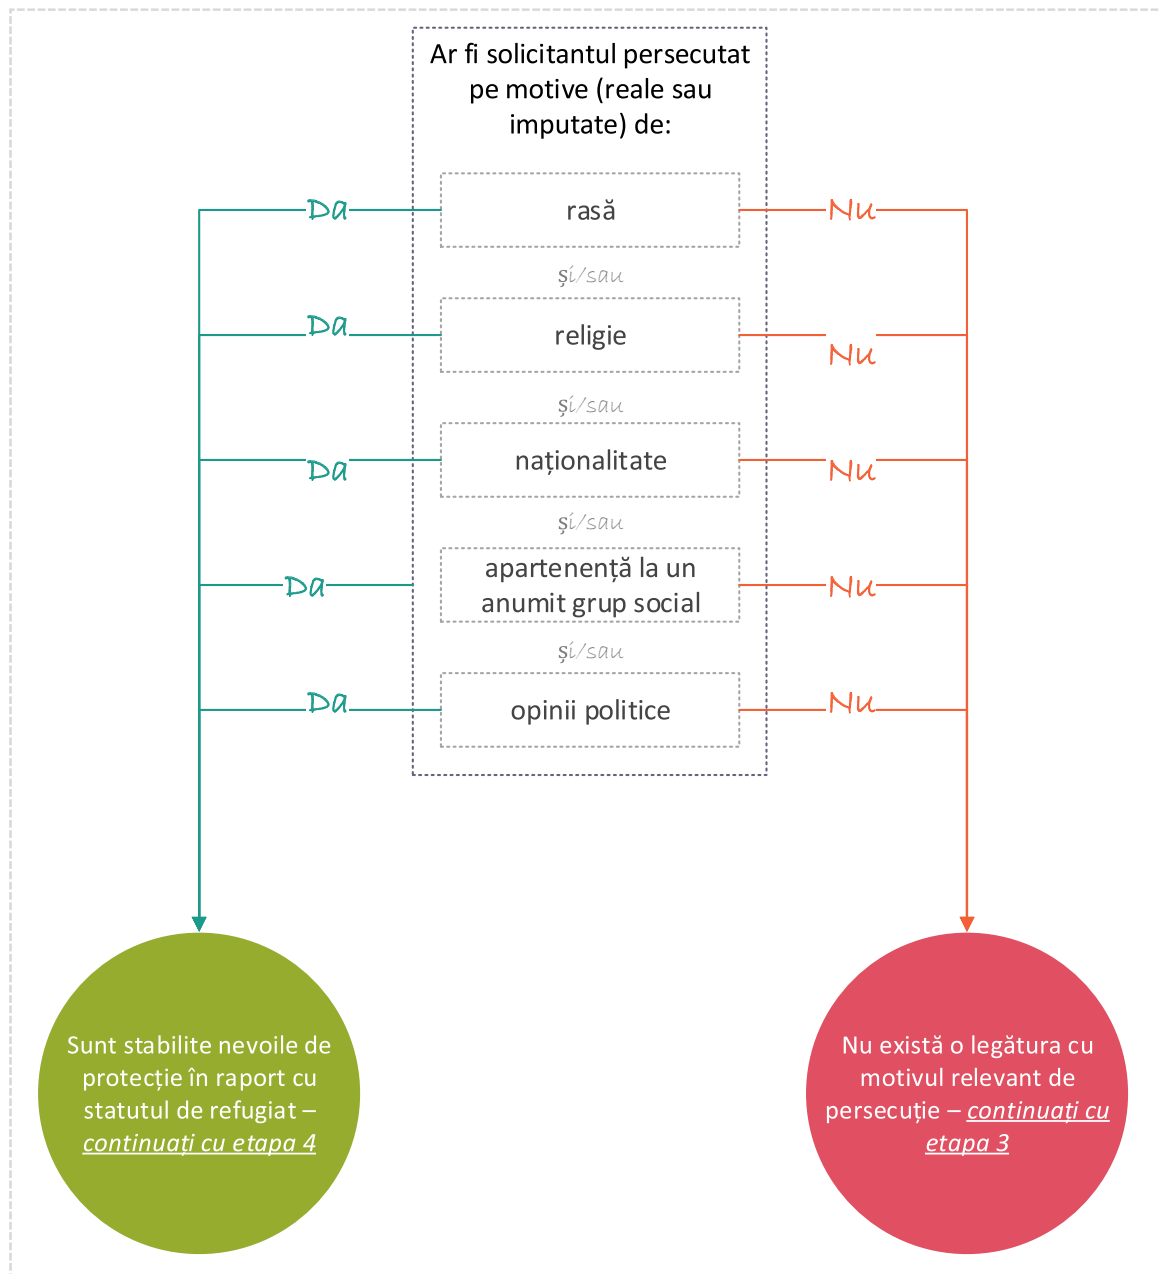 Ar fi solicitantul persecutat
pe motive (reale sau
imputate) de:
Da
rasă
Nu
și/sau
Da
religie
Nu
și/sau
Da
naționalitate
Nu
și/sau
Da
apartenență la un
anumit grup social
Nu
și/sau
Da
opinii politice
Nu
Sunt stabilite nevoile de
protecție în raport cu
statutul de refugiat –
continuați cu etapa 4
Nu există o legătura cu
motivul relevant de
persecuție – continuați cu
etapa 3